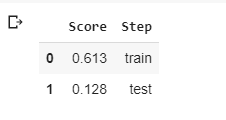 Score Step
0 0.613 train
1 0.128 test